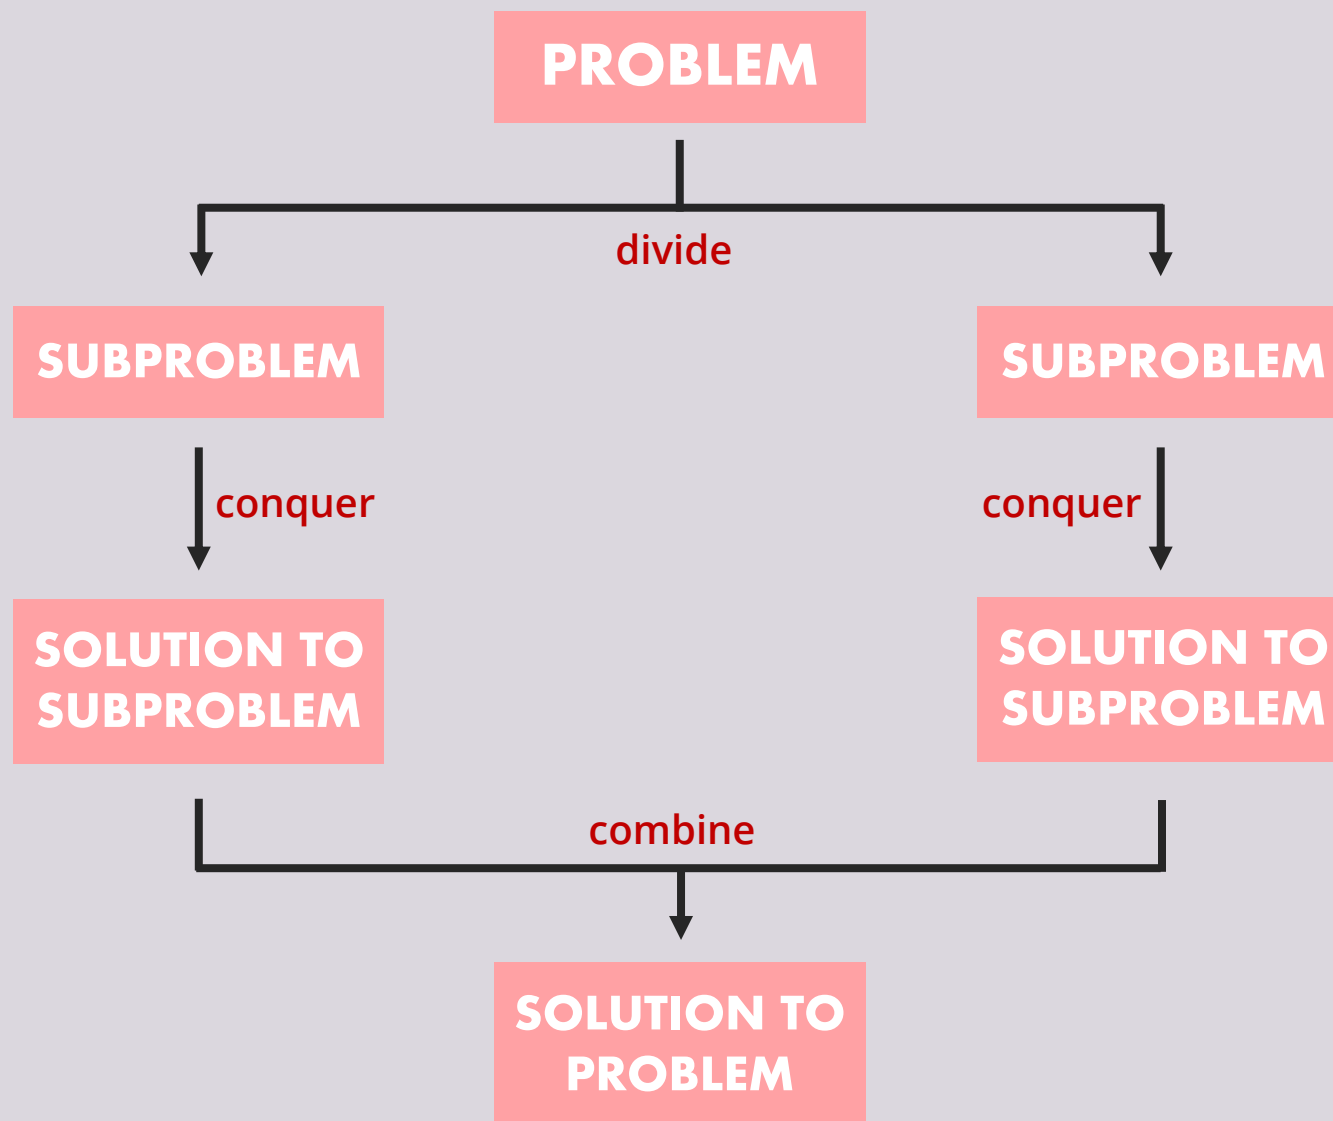 PROBLEM
divide
SUBPROBLEM
SUBPROBLEM
conquer
conquer
SOLUTION TO
SUBPROBLEM
SOLUTION TO
SUBPROBLEM
combine
SOLUTION TO
PROBLEM